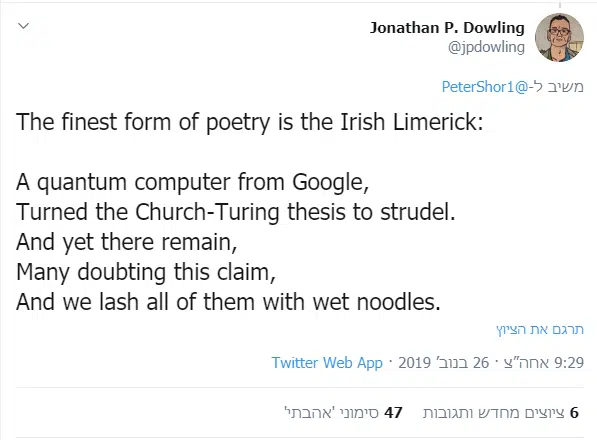 Jonathan P. Dowling
@jpdowling
משיב ל-@PeterShor1
The finest form of poetry is the Irish Limerick:
A quantum computer from Google,
Turned the Church-Turing thesis to strudel.
And yet there remain,
Many doubting this claim,
And we lash all of them with wet noodles.
תרגם את הציוץ
9:29 אחה״צ · 26 בנוב׳ 2019 · Twitter Web App
6 ציוצים מחדש ותגובות 47 סימוני 'אהבתי'